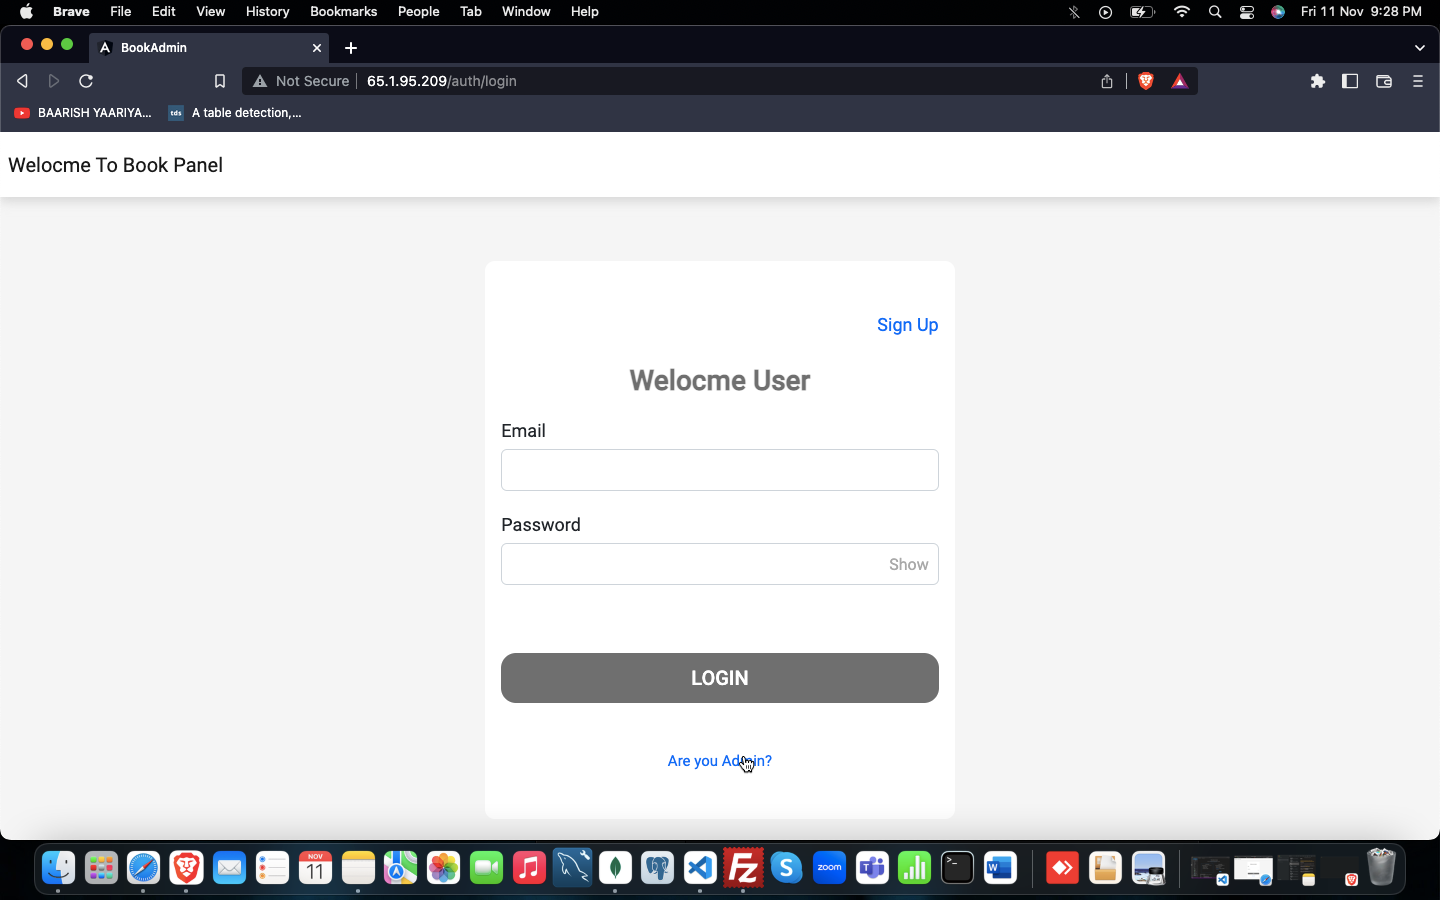 Brave File Edit View History Bookmarks People Tab Window Help Fri 11 Nov 9:28 PM
BookAdmin
Not Secure 65.1.95.209/auth/login
BAARISH YAARIYA... tds A table detection,...
Welocme To Book Panel
Sign Up
Welocme User
Email
Password
Show
LOGIN
Are you Admin?
NOV
11
zoom